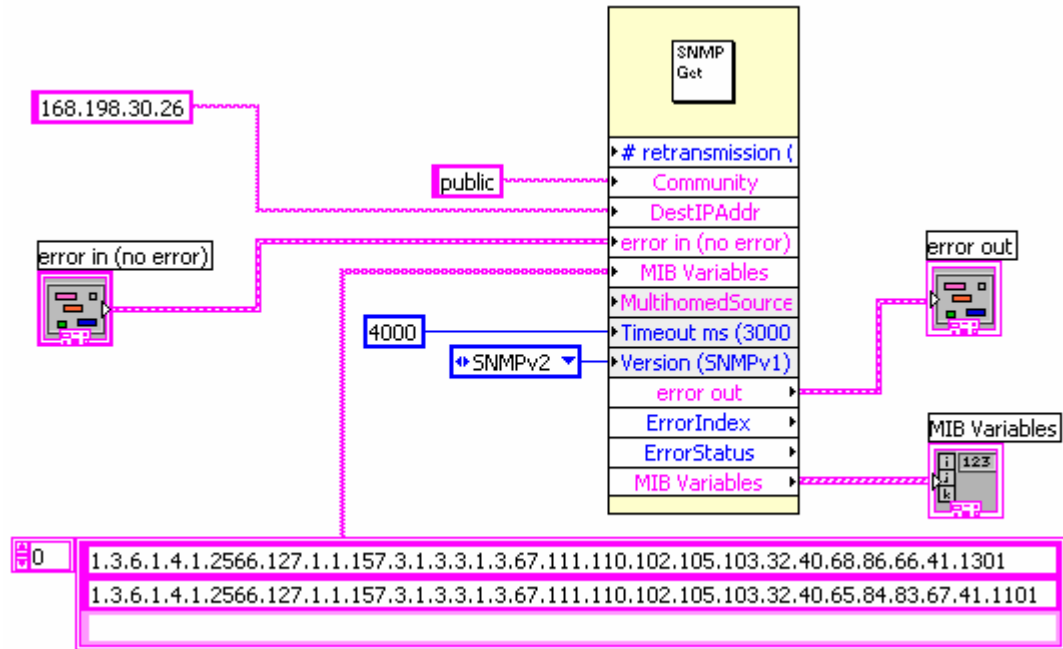 SNMP
Get
168.198.30.26
# retransmission (
public
Community
DestIPAddr
error in (no error)
error in (no error)
error out
MIB Variables
MultihomedSource
4000
Timeout ms (3000
SNMPv2
Version (SNMPv1)
error out
ErrorIndex
MIB Variables
ErrorStatus
i 123
j
k
MIB Variables
0
1.3.6.1.4.1.2566.127.1.1.157.3.1.3.3.1.3.67.111.110.102.105.103.32.40.68.86.66.41.1301
1.3.6.1.4.1.2566.127.1.1.157.3.1.3.3.1.3.67.111.110.102.105.103.32.40.65.84.83.67.41.1101